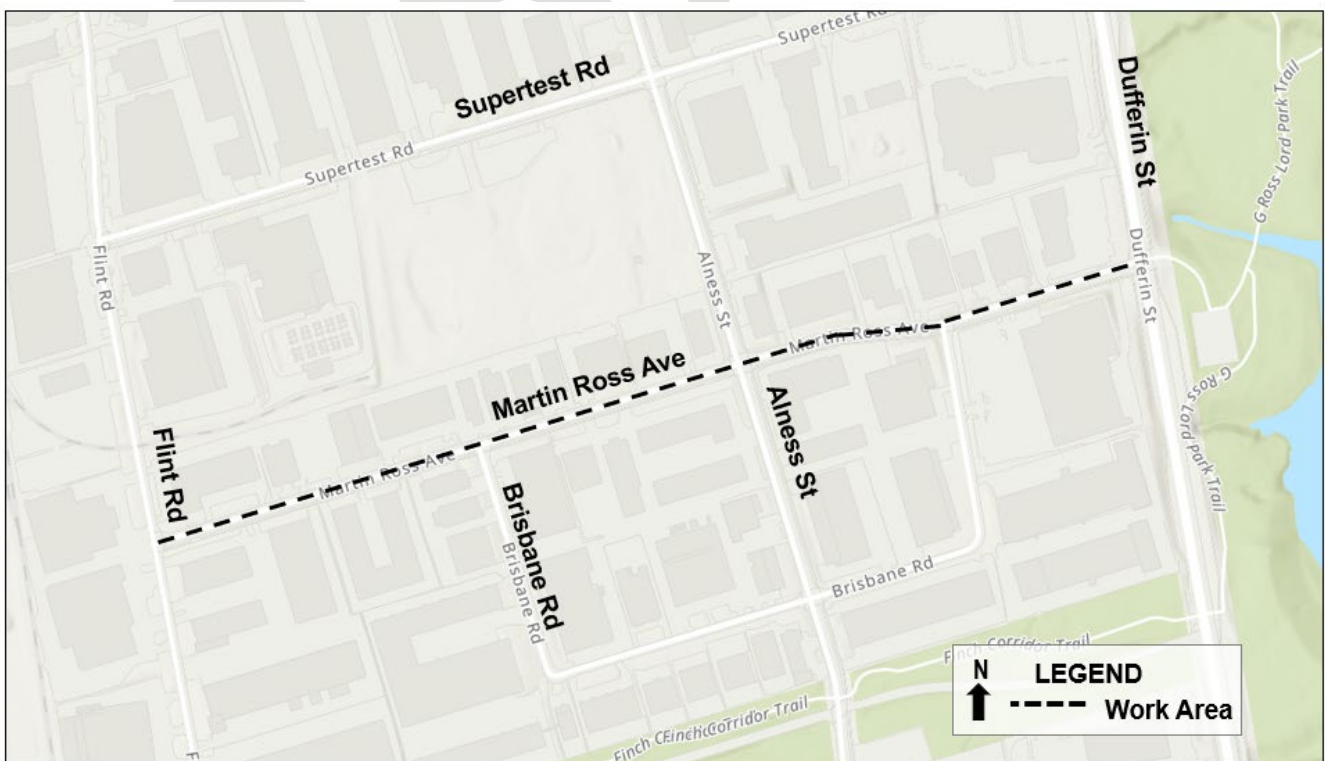 Supertest Rd
Supertest Rd
Dufferin St
G Ross Lord Park Trail
Supertest Rd
Flint Rd
Alness St
Dufferin St
Martin Ross Ave
Martin Ross Ave
G Ross Lord Park Trail
Alness St
Flint Rd
Martin Ross Ave
Brisbane Rd
Brisbane Rd
Brisbane Rd
Finch Corridor Trail
Finch Corridor Trail
N LEGEND
Work Area